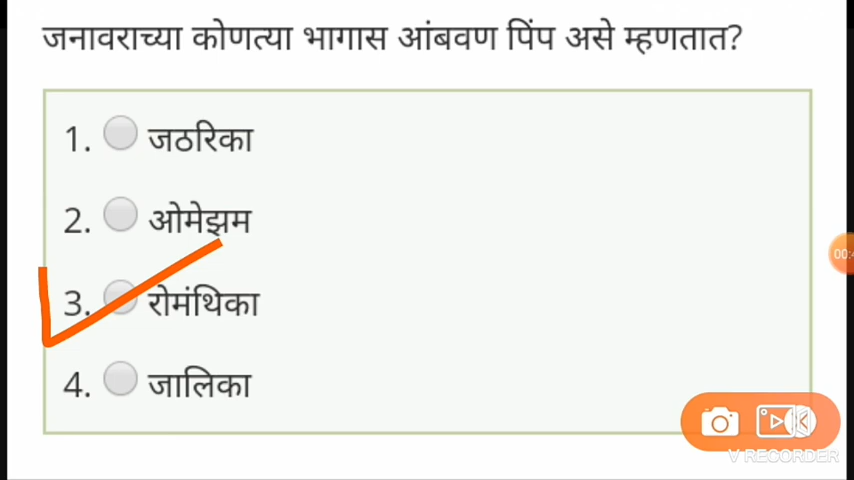 जनावराच्या कोणत्या भागास आंबवण पिंप असे म्हणतात?
1. जठरिका
2. ओमेझम
3. रोमंथिका
4. जालिका
V RECORDER